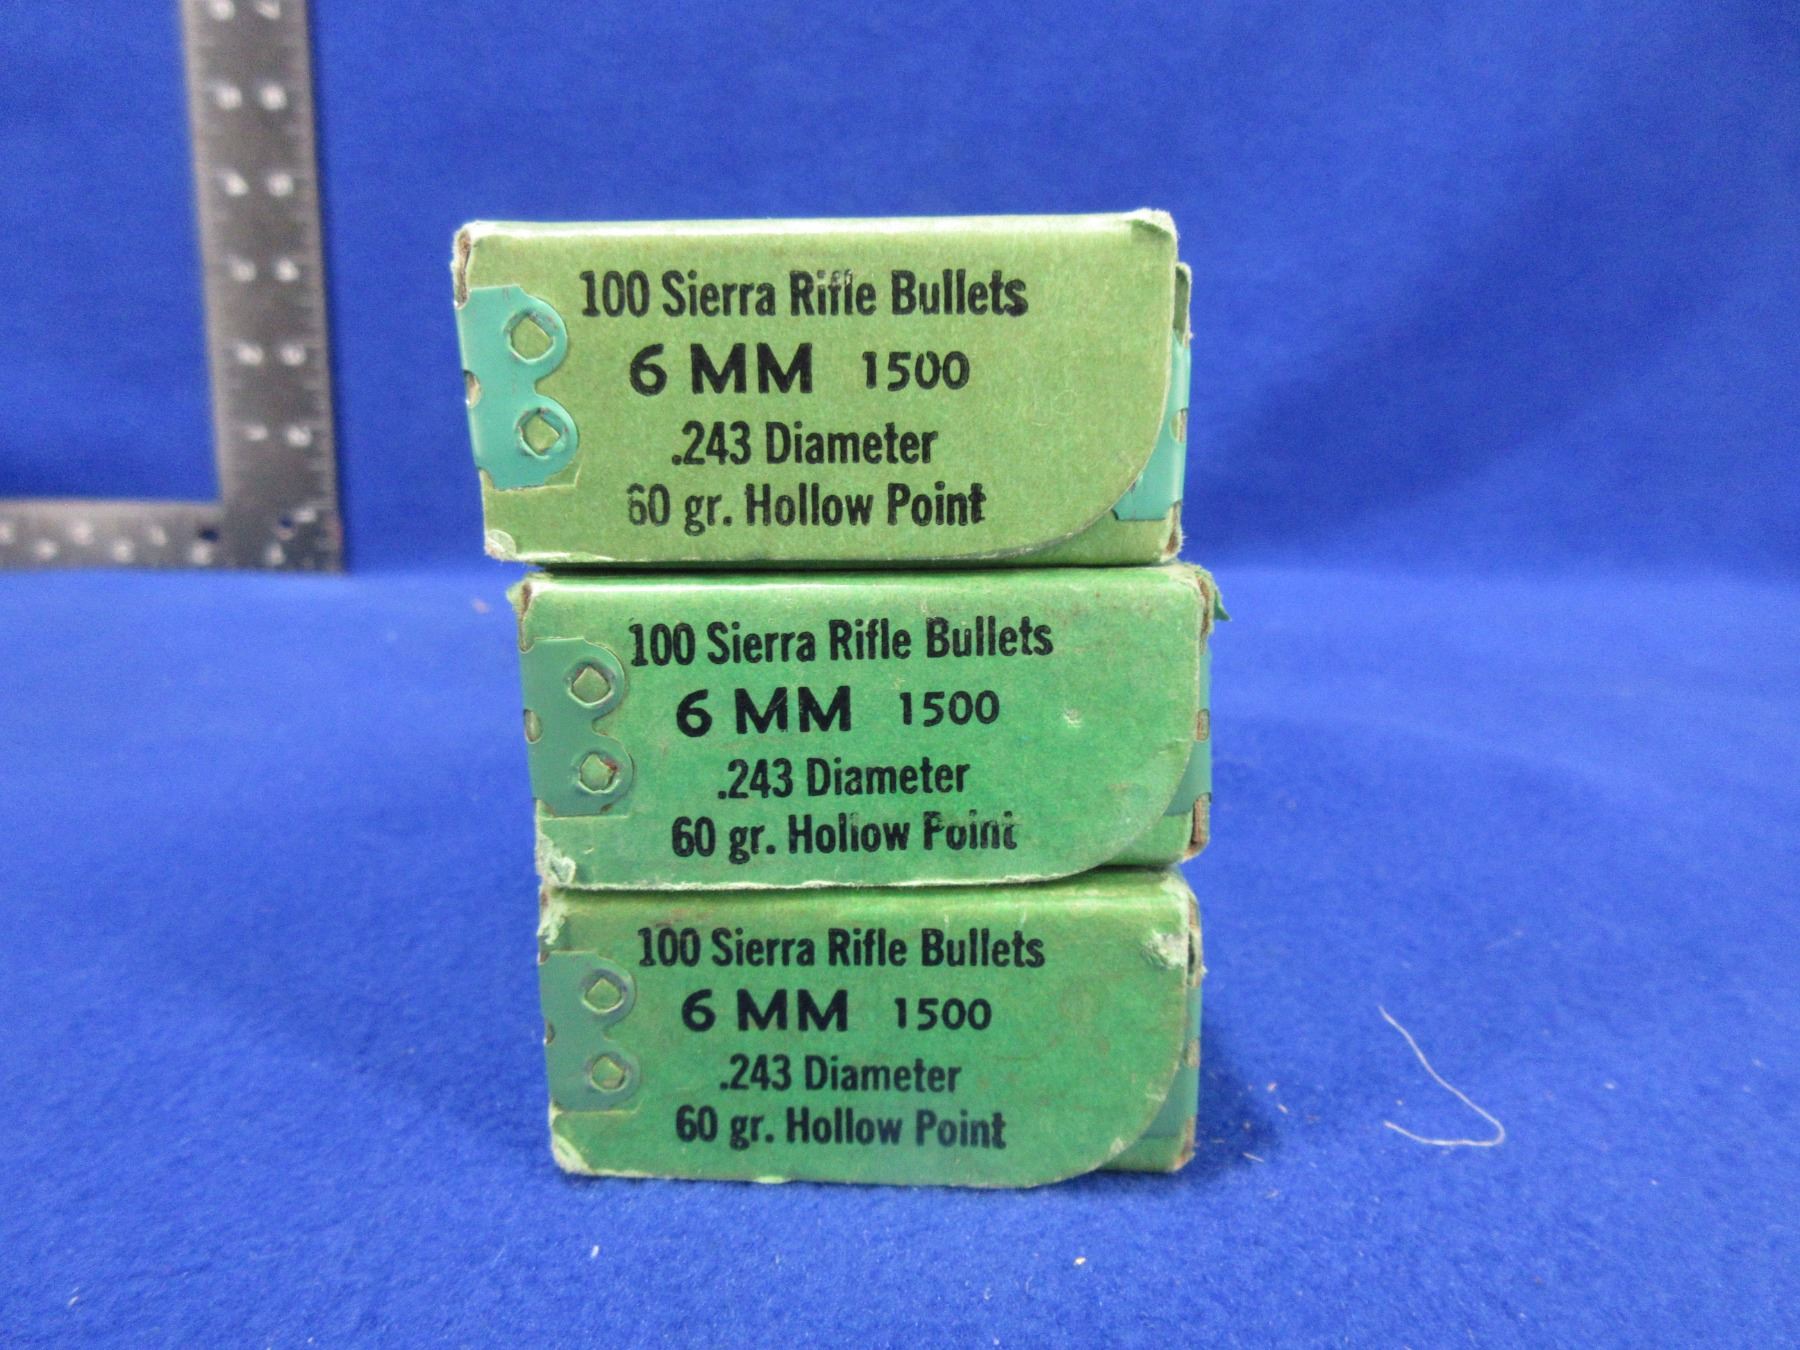 100 Sierra Rifle Bullets
6 MM 1500
.243 Diameter
60 gr. Hollow Point
100 Sierra Rifle Bullets
6 MM 1500
.243 Diameter
60 gr. Hollow Point
100 Sierra Rifle Bullets
6 MM 1500
.243 Diameter
60 gr. Hollow Point